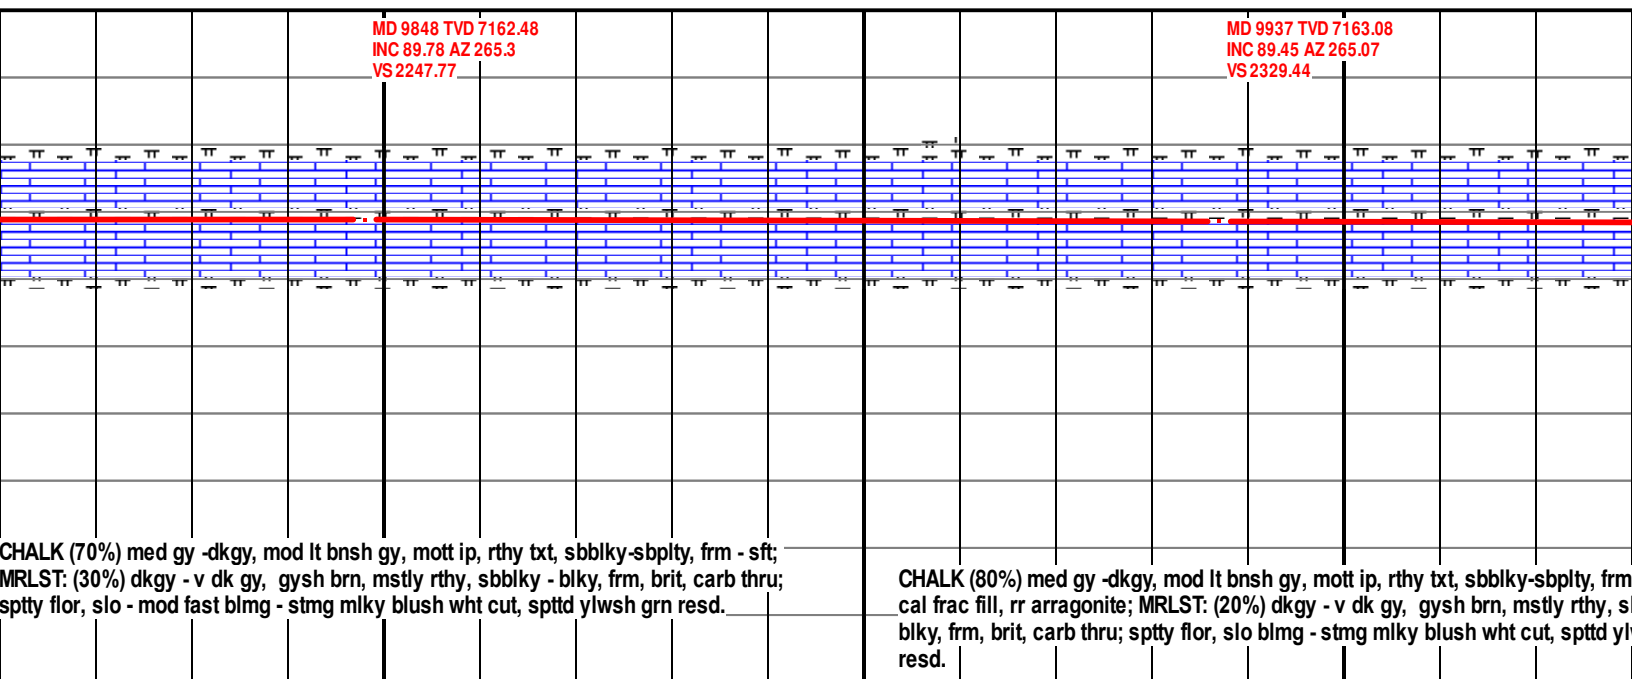 MD 9848 TVD 7162.48
INC 89.78 AZ 265.3
VS 2247.77
MD 9937 TVD 7163.08
INC 89.45 AZ 265.07
VS 2329.44
CHALK (70%) med gy -dkgy, mod lt bnsh gy, mott ip, rthy txt, sbblky-sbplty, frm - sft;
MRLST: (30%) dkgy - v dk gy, gysh brn, mstly rthy, sbblky - blky, frm, brit, carb thru;
sptty flor, slo - mod fast blmg - stmg mlky blush wht cut, spttd ylwsh grn resd.
CHALK (80%) med gy -dkgy, mod lt bnsh gy, mott ip, rthy txt, sbblky-sbplty, frm
cal frac fill, rr arragonite; MRLST: (20%) dkgy - v dk gy, gysh brn, mstly rthy,
blky, frm, brit, carb thru; sptty flor, slo blmg - stmg mlky blush wht cut, spttd
resd.